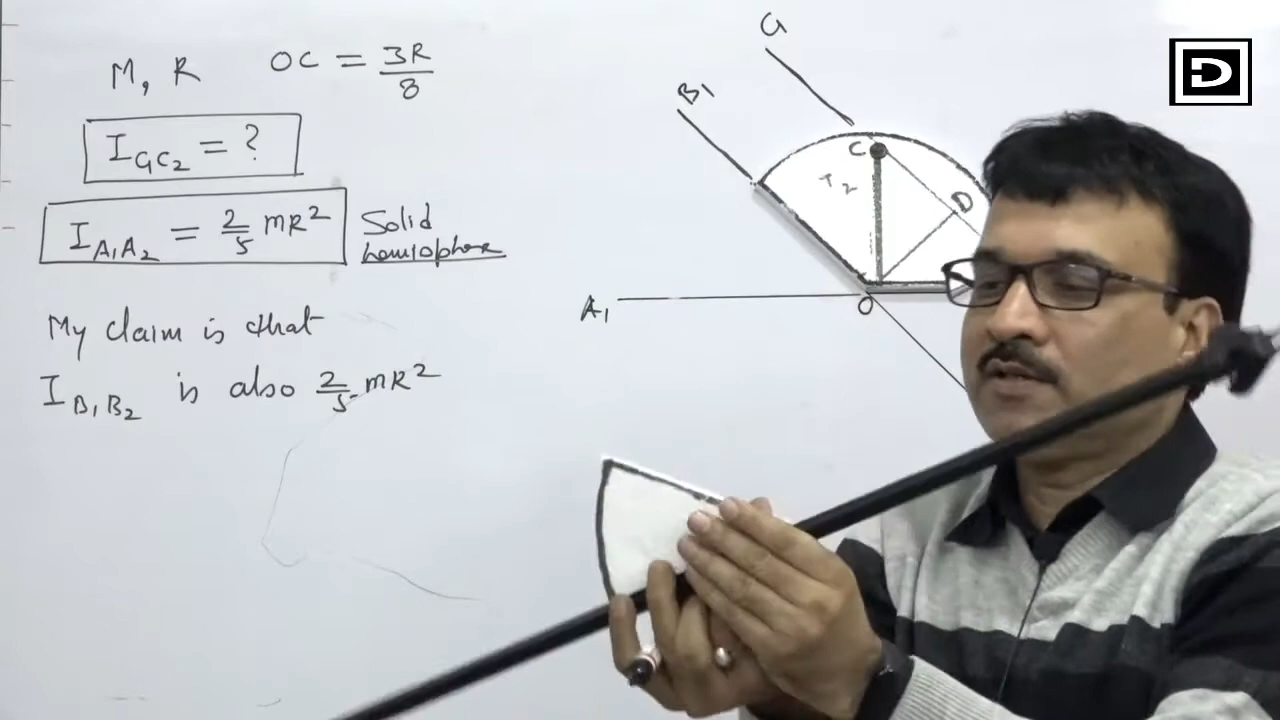 M, R OC = 3R/8
I_GC₂ = ?
I_A₁A₂ = 2/5 MR² Solid
hemisphere
My claim is that
I_B₁B₂ is also 2/5 MR²
G
B₁
C
D
A₁
O
D